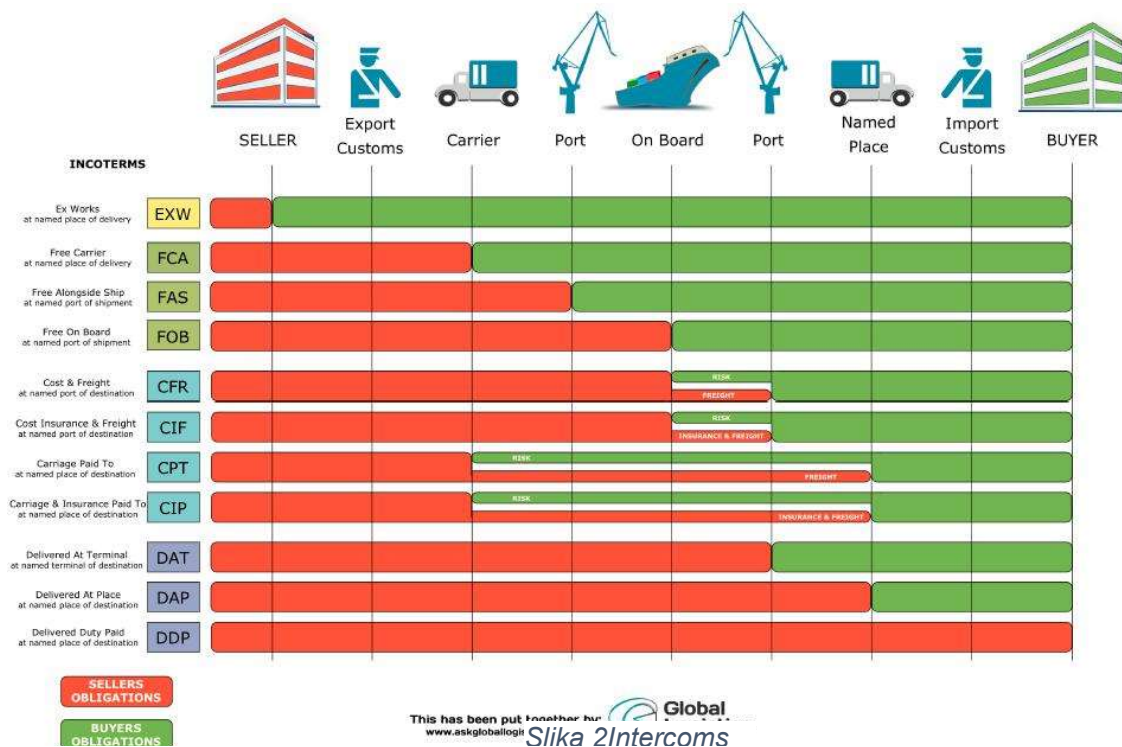 SELLER
Export
Customs
Carrier
Port
On Board
Port
Named
Place
Import
Customs
BUYER
INCOTERMS
Ex Works
at named place of delivery
EXW
Free Carrier
at named place of delivery
FCA
Free Alongside Ship
at named port of shipment
FAS
Free On Board
at named port of shipment
FOB
Cost & Freight
at named port of destination
CFR
RISK
FREIGHT
Cost Insurance & Freight
at named port of destination
CIF
RISK
INSURANCE & FREIGHT
Carriage Paid To
at named place of destination
CPT
RISK
FREIGHT
Carriage & Insurance Paid To
at named place of destination
CIP
RISK
INSURANCE & FREIGHT
Delivered At Terminal
at named terminal of destination
DAT
Delivered At Place
at named place of destination
DAP
Delivered Duty Paid
at named place of destination
DDP
SELLERS
OBLIGATIONS
BUYERS
OBLIGATIONS
This has been put together by:
www.askgloballogis
Global
Slika 2Intercoms